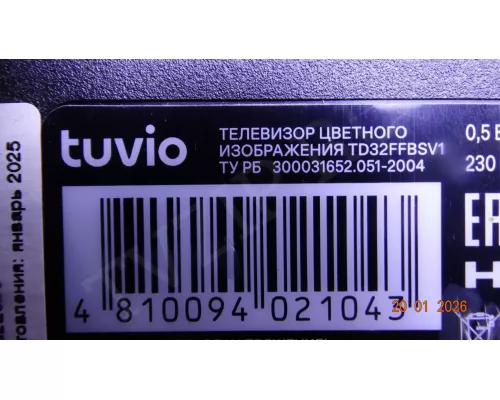 tuvio
ТЕЛЕВИЗОР ЦВЕТНОГО
ИЗОБРАЖЕНИЯ TD32FFBSV1
ТУ РБ 300031652.051-2004
0,5 В
230
4 810094 021043
20 01 2026
январь 2025